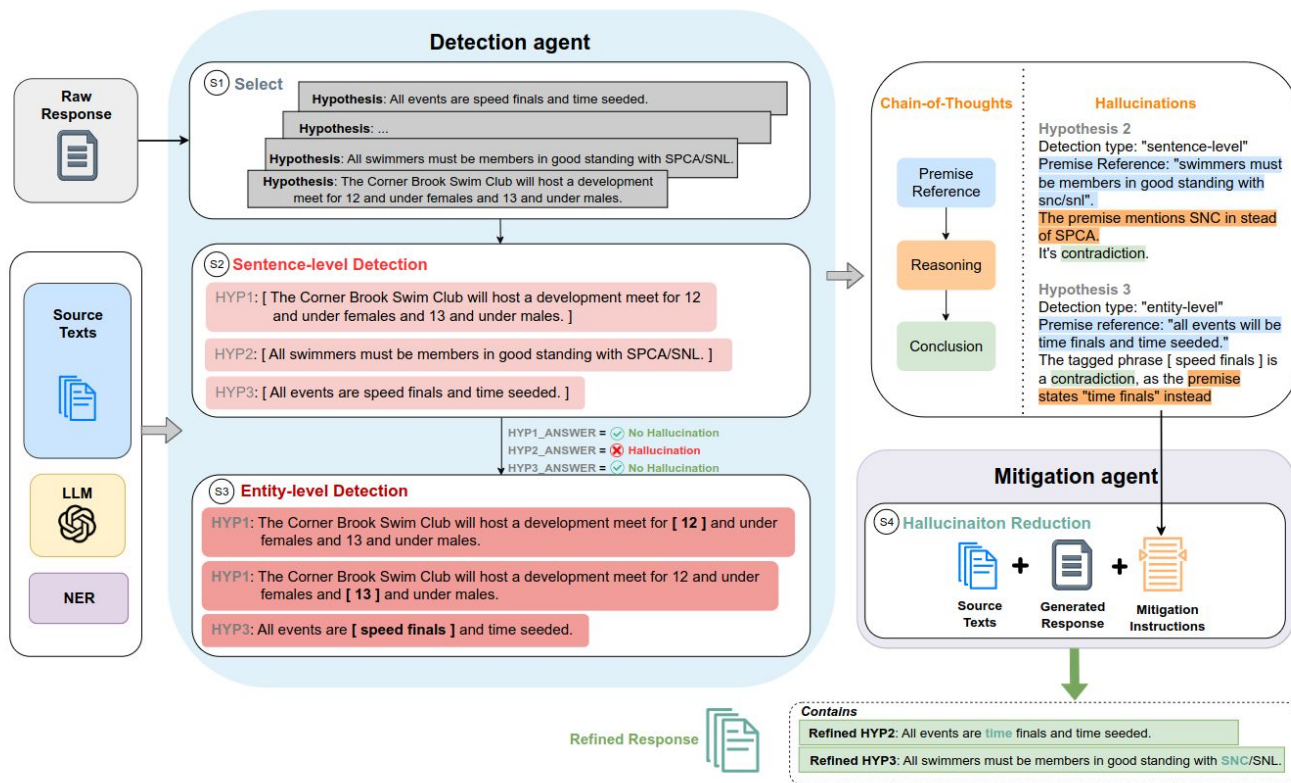 Detection agent
Raw
Response
S1 Select
Hypothesis: All events are speed finals and time seeded.
Hypothesis: ...
Hypothesis: All swimmers must be members in good standing with SPCA/SNL.
Hypothesis: The Corner Brook Swim Club will host a development
meet for 12 and under females and 13 and under males.
Source
Texts
LLM
NER
S2 Sentence-level Detection
HYP1: [ The Corner Brook Swim Club will host a development meet for 12
and under females and 13 and under males. ]
HYP2: [ All swimmers must be members in good standing with SPCA/SNL. ]
HYP3: [ All events are speed finals and time seeded. ]
HYP1_ANSWER = No Hallucination
HYP2_ANSWER = Hallucination
HYP3_ANSWER = No Hallucination
S3 Entity-level Detection
HYP1: The Corner Brook Swim Club will host a development meet for [ 12 ] and under
females and 13 and under males.
HYP1: The Corner Brook Swim Club will host a development meet for 12 and under
females and [ 13 ] and under males.
HYP3: All events are [ speed finals ] and time seeded.
Chain-of-Thoughts
Premise
Reference
Reasoning
Conclusion
Hallucinations
Hypothesis 2
Detection type: "sentence-level"
Premise Reference: "swimmers must
be members in good standing with
snc/snl".
The premise mentions SNC in stead
of SPCA.
It's contradiction.
Hypothesis 3
Detection type: "entity-level"
Premise reference: "all events will be
time finals and time seeded."
The tagged phrase [ speed finals ] is
a contradiction, as the premise
states "time finals" instead
Mitigation agent
S4 Hallucinaiton Reduction
Source
Texts
+
Generated
Response
+
Mitigation
Instructions
Refined Response
Contains
Refined HYP2: All events are time finals and time seeded.
Refined HYP3: All swimmers must be members in good standing with SNC/SNL.